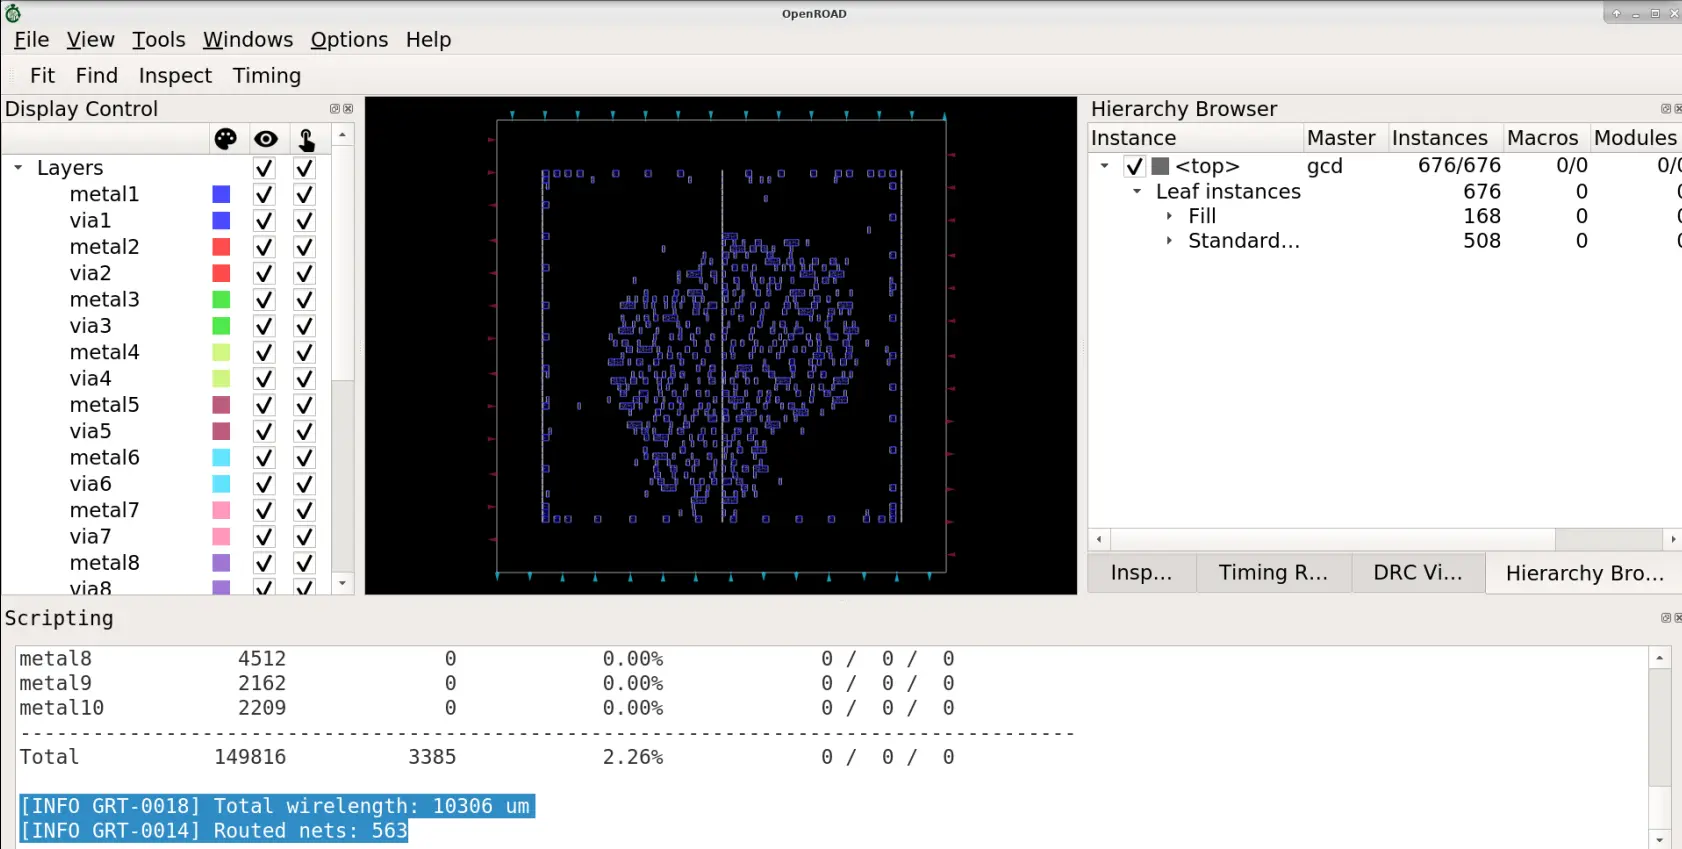 OpenROAD
File View Tools Windows Options Help
Fit Find Inspect Timing
Display Control
Layers
metal1
via1
metal2
via2
metal3
via3
metal4
via4
metal5
via5
metal6
via6
metal7
via7
metal8
via8
Hierarchy Browser
Instance Master Instances Macros Modules
<top> gcd 676/676 0/0 0/0
Leaf instances 676 0 0
Fill 168 0 0
Standard... 508 0 0
Insp... Timing R... DRC Vi... Hierarchy Bro...
Scripting
metal8 4512 0 0.00% 0 / 0 / 0
metal9 2162 0 0.00% 0 / 0 / 0
metal10 2209 0 0.00% 0 / 0 / 0
---------------------------------------------------------------------------------------
Total 149816 3385 2.26% 0 / 0 / 0
[INFO GRT-0018] Total wirelength: 10306 um
[INFO GRT-0014] Routed nets: 563